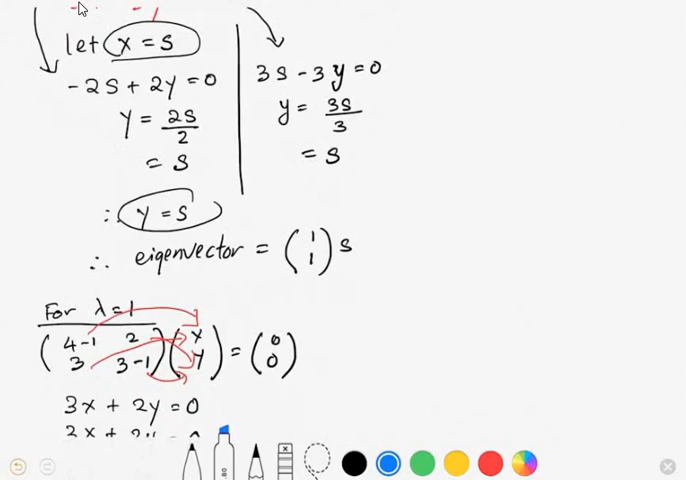 let x = s
-2s + 2y = 0
y = 2s/2
= s
3s - 3y = 0
y = 3s/3
= s
∴ y = s
∴ eigenvector = (1 1) s
For λ = 1
(4-1 2 3 3-1)(x y) = (0 0)
3x + 2y = 0